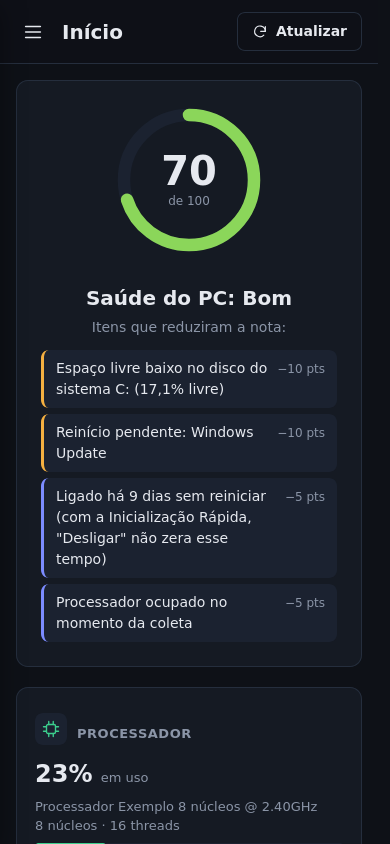 Início
Atualizar
70
de 100
Saúde do PC: Bom
Itens que reduziram a nota:
Espaço livre baixo no disco do −10 pts
sistema C: (17,1% livre)
Reinício pendente: Windows −10 pts
Update
Ligado há 9 dias sem reiniciar −5 pts
(com a Inicialização Rápida,
"Desligar" não zera esse
tempo)
Processador ocupado no −5 pts
momento da coleta
PROCESSADOR
23% em uso
Processador Exemplo 8 núcleos @ 2.40GHz
8 núcleos · 16 threads